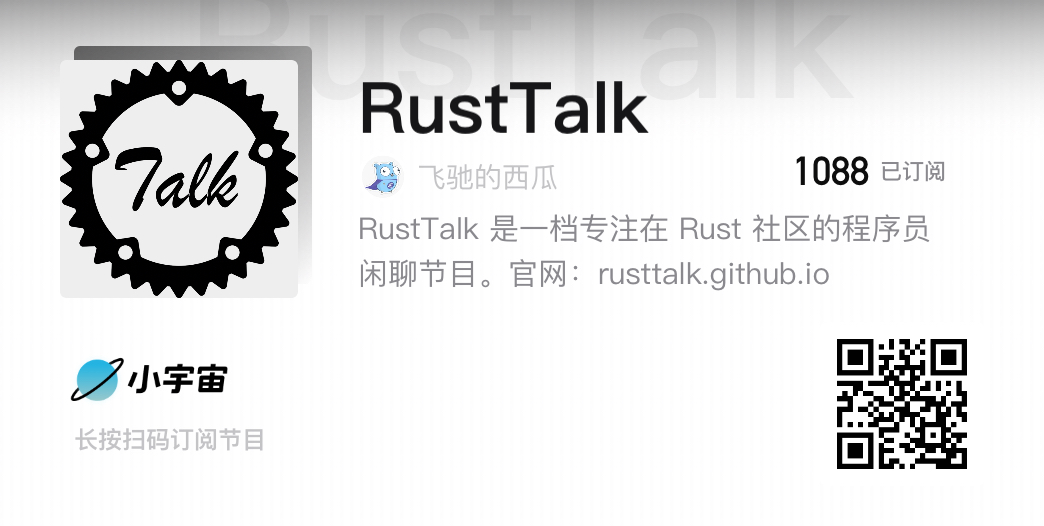 RustTalk
Talk
RustTalk
飞驰的西瓜
1088 已订阅
RustTalk 是一档专注在 Rust 社区的程序员
闲聊节目。官网：rusttalk.github.io
小宇宙
长按扫码订阅节目